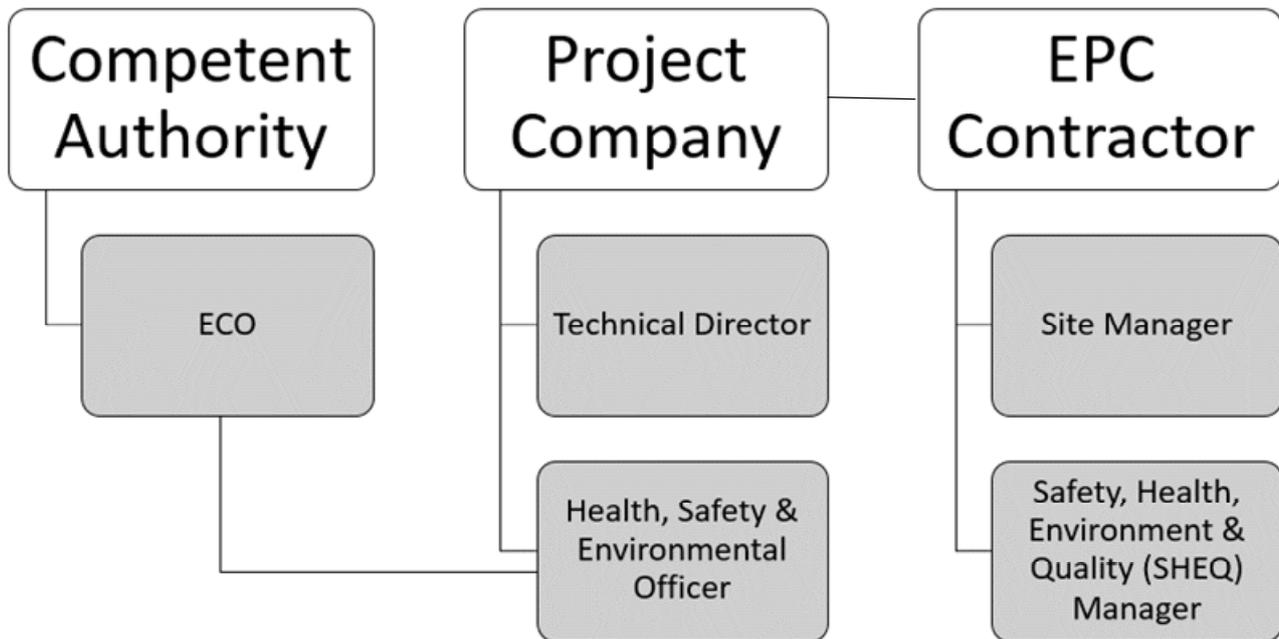 Competent
Authority
Project
Company
EPC
Contractor
ECO
Technical Director
Site Manager
Health, Safety &
Environmental
Officer
Safety, Health,
Environment &
Quality (SHEQ)
Manager